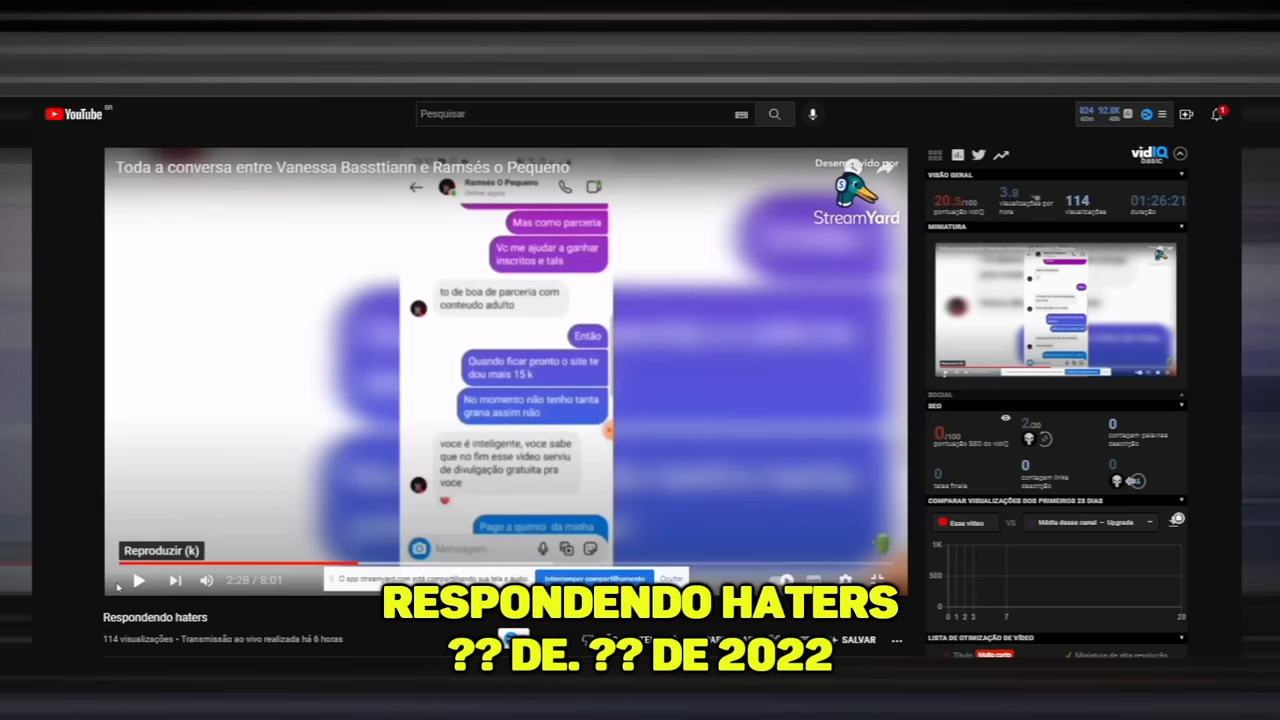 YouTube BR
Pesquisar
824 92.8K
60m 48h
1
Toda a conversa entre Vanessa Bassttiann e Ramsés o Pequeno
Desenvolvido por
StreamYard
Ramsés O Pequeno
Online agora
Mas como parceria
Vc me ajudar a ganhar
inscritos e tals
to de boa de parceria com
conteudo adulto
Então
Quando ficar pronto o site te
dou mais 15 k
No momento não tenho tanta
grana assim não
voce é inteligente, voce sabe
que no fim esse video serviu
de divulgação gratuita pra
voce
Pago a quimio da minha
Mensagem...
Reproduzir (k)
2:28 / 8:01
O app.streamyard.com está compartilhando sua tela e áudio.
Interromper compartilhamento
Ocultar
Respondendo haters
114 visualizações • Transmissão ao vivo realizada há 6 horas
SALVAR
RESPONDENDO HATERS
?? DE. ?? DE 2022
vidIQ
basic
VISÃO GERAL
20.5/100
pontuação vidIQ
3.8
visualizações por
hora
114
visualizações
01:26:21
duração
MINIATURA
SOCIAL
SEO
0/100
pontuação SEO do vidIQ
2/20
0
contagem palavras
descrição
0
telas finais
0
contagem links
descrição
0
COMPARAR VISUALIZAÇÕES DOS PRIMEIROS 28 DIAS
Esse vídeo
VS
Média desse canal – Upgrade
1K
500
0
0 1 2 3 7 28
LISTA DE OTIMIZAÇÃO DE VÍDEO
Título Muito curto
Miniatura de alta resolução